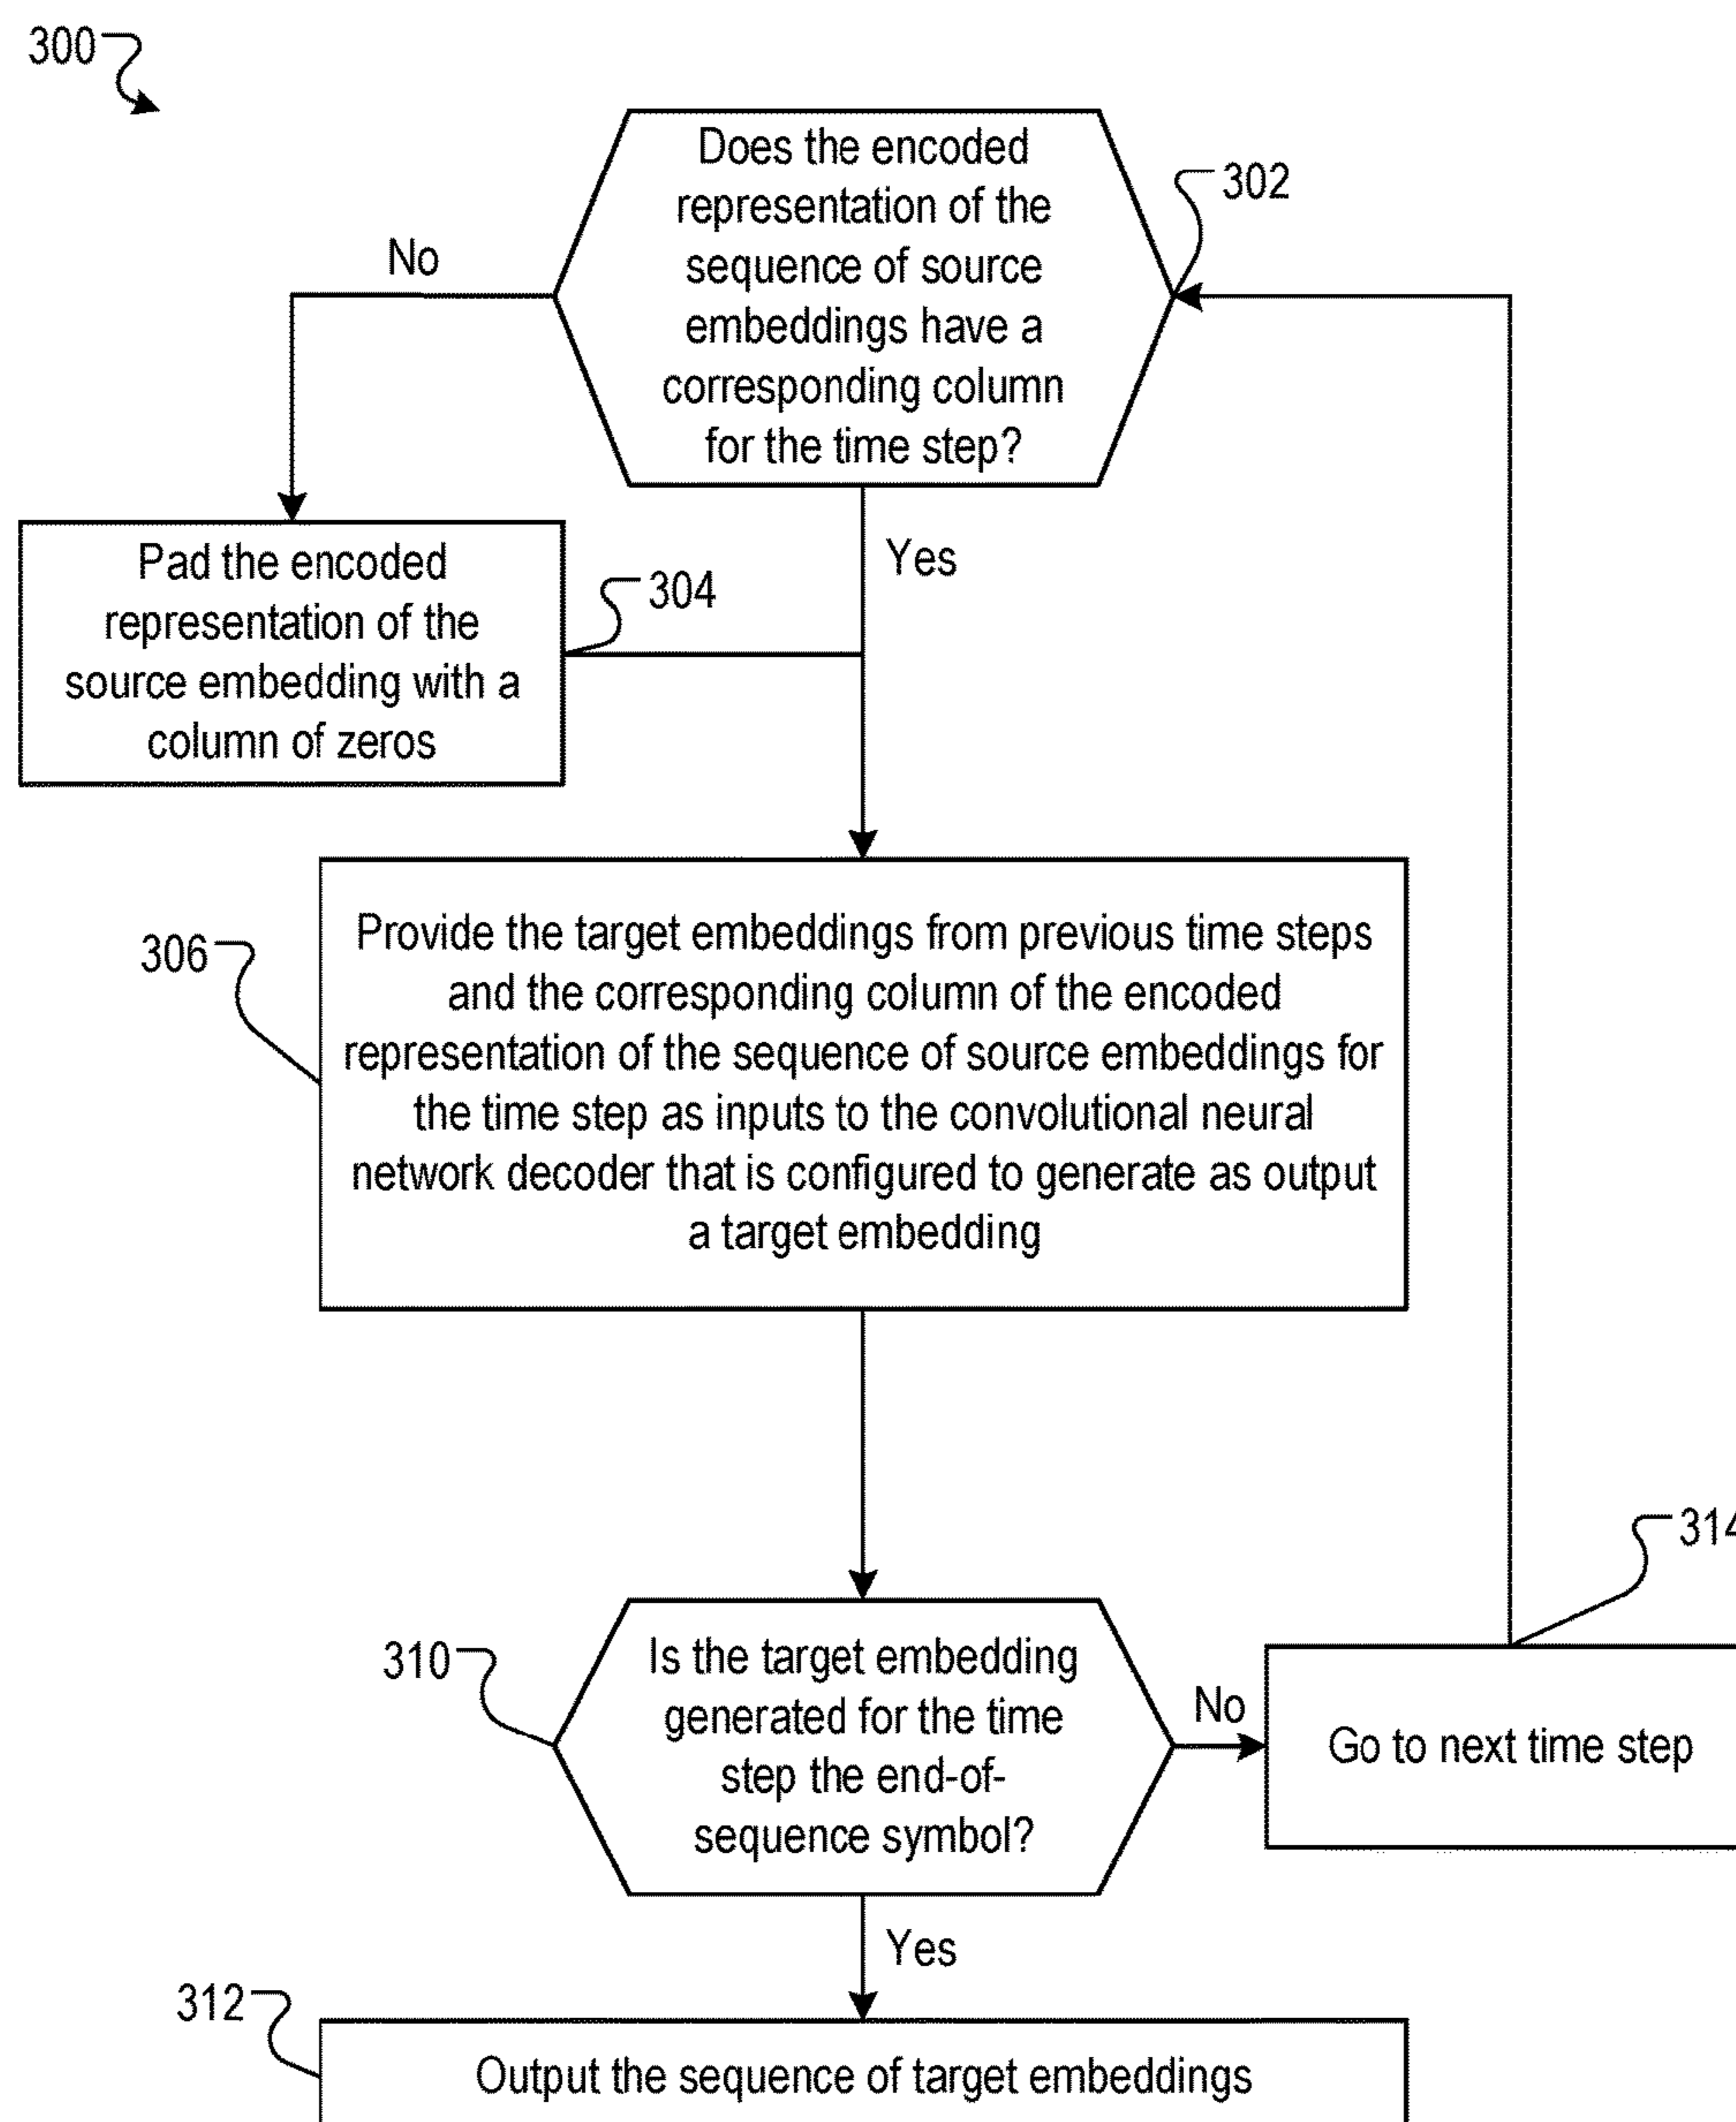 300
Does the encoded
representation of the
sequence of source
embeddings have a
corresponding column
for the time step?
302
No
Yes
Pad the encoded
representation of the
source embedding with a
column of zeros
304
306
Provide the target embeddings from previous time steps
and the corresponding column of the encoded
representation of the sequence of source embeddings for
the time step as inputs to the convolutional neural
network decoder that is configured to generate as output
a target embedding
314
310
Is the target embedding
generated for the time
step the end-of-
sequence symbol?
No
Go to next time step
Yes
312
Output the sequence of target embeddings